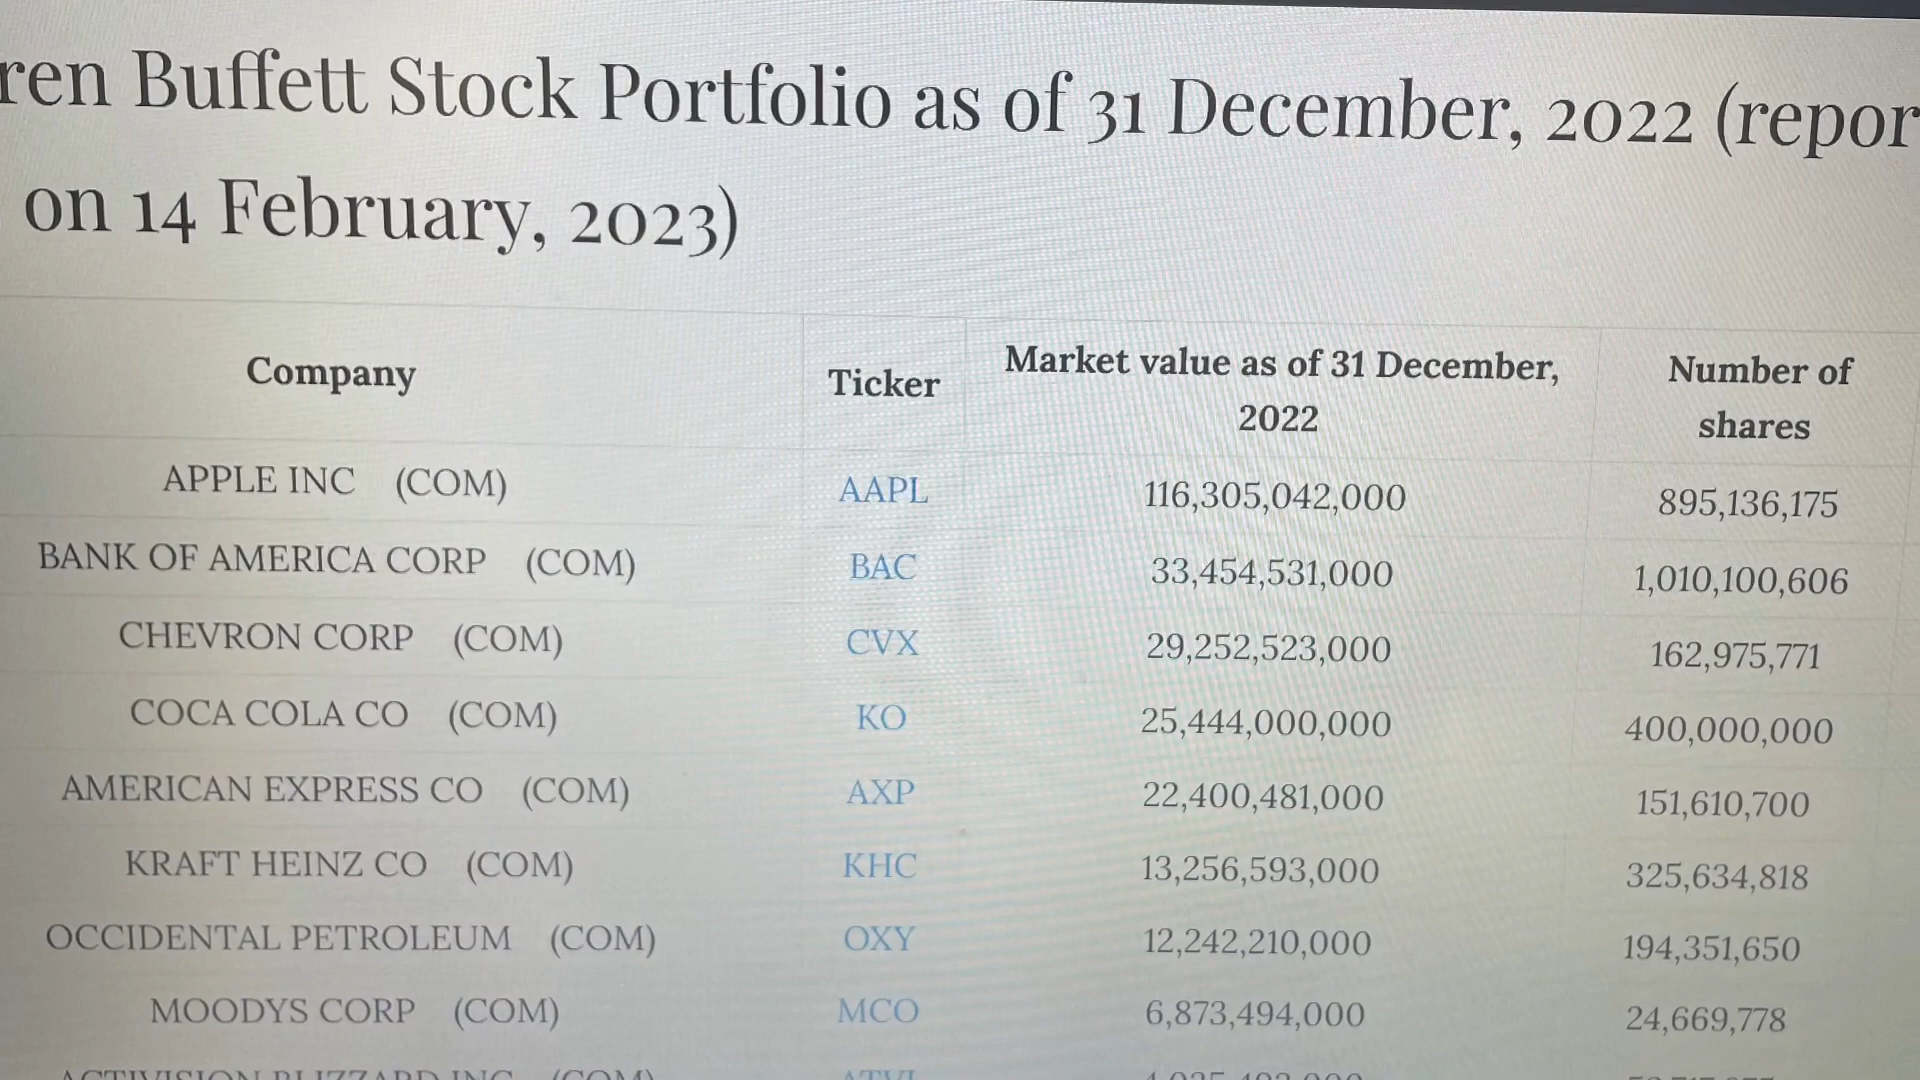 Buffett Stock Portfolio as of 31 December, 2022
on 14 February, 2023)
Company Ticker Market value as of 31 December, 2022 Number of shares
APPLE INC (COM) AAPL 116,305,042,000 895,136,175
BANK OF AMERICA CORP (COM) BAC 33,454,531,000 1,010,100,606
CHEVRON CORP (COM) CVX 29,252,523,000 162,975,771
COCA COLA CO (COM) KO 25,444,000,000 400,000,000
AMERICAN EXPRESS CO (COM) AXP 22,400,481,000 151,610,700
KRAFT HEINZ CO (COM) KHC 13,256,593,000 325,634,818
OCCIDENTAL PETROLEUM (COM) OXY 12,242,210,000 194,351,650
MOODYS CORP (COM) MCO 6,873,494,000 24,669,778